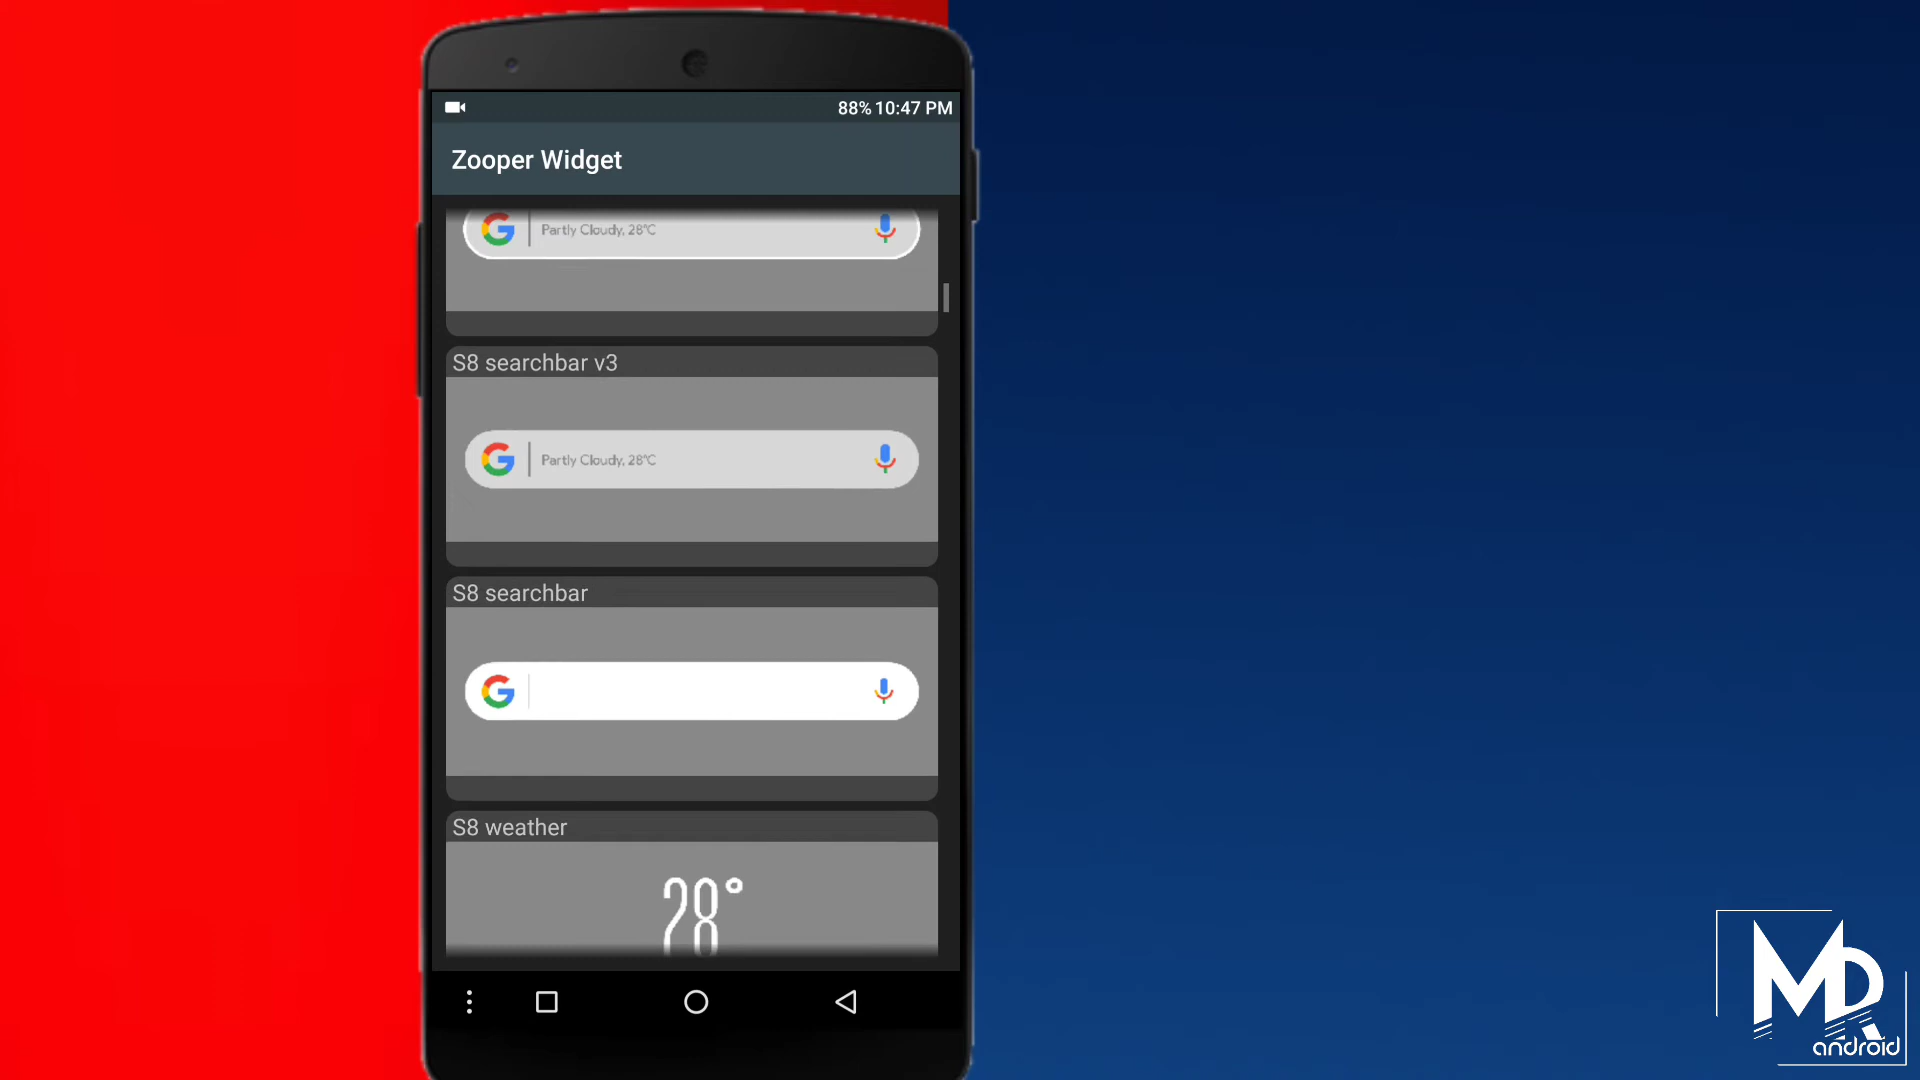 88% 10:47 PM
Zooper Widget
Partly Cloudy, 28°C
S8 searchbar v3
Partly Cloudy, 28°C
S8 searchbar
S8 weather
28°
MR
android